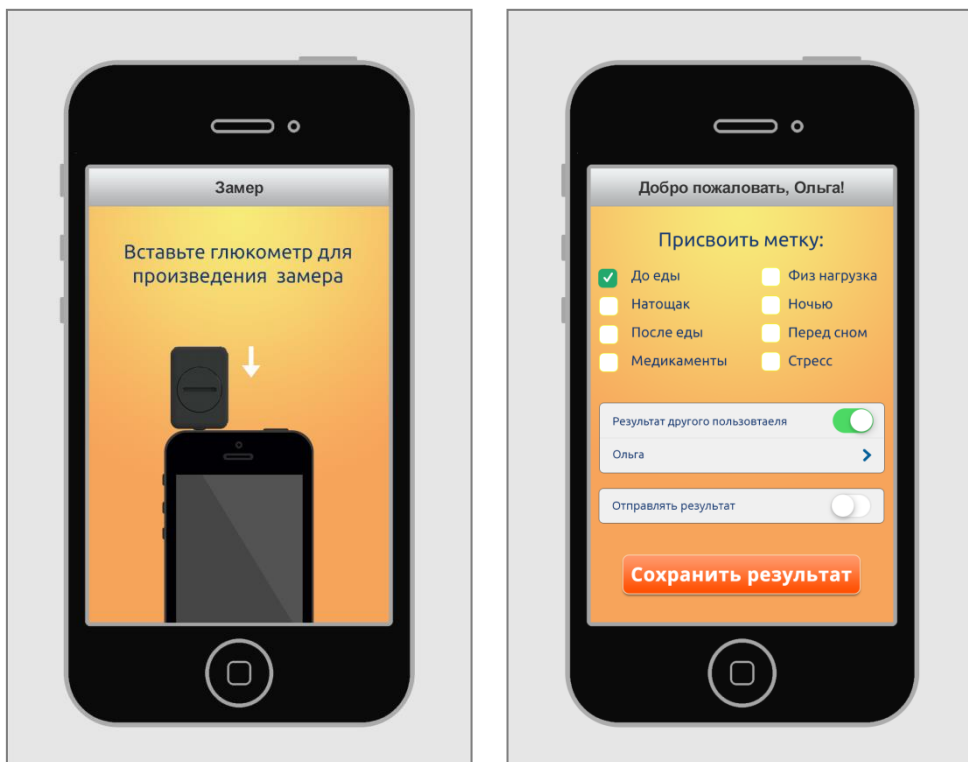 Замер
Вставьте глюкометр для
произведения замера
Добро пожаловать, Ольга!
Присвоить метку:
До еды
Физ нагрузка
Натощак
Ночью
После еды
Перед сном
Медикаменты
Стресс
Результат другого пользовтаеля
Ольга
Отправлять результат
Сохранить результат